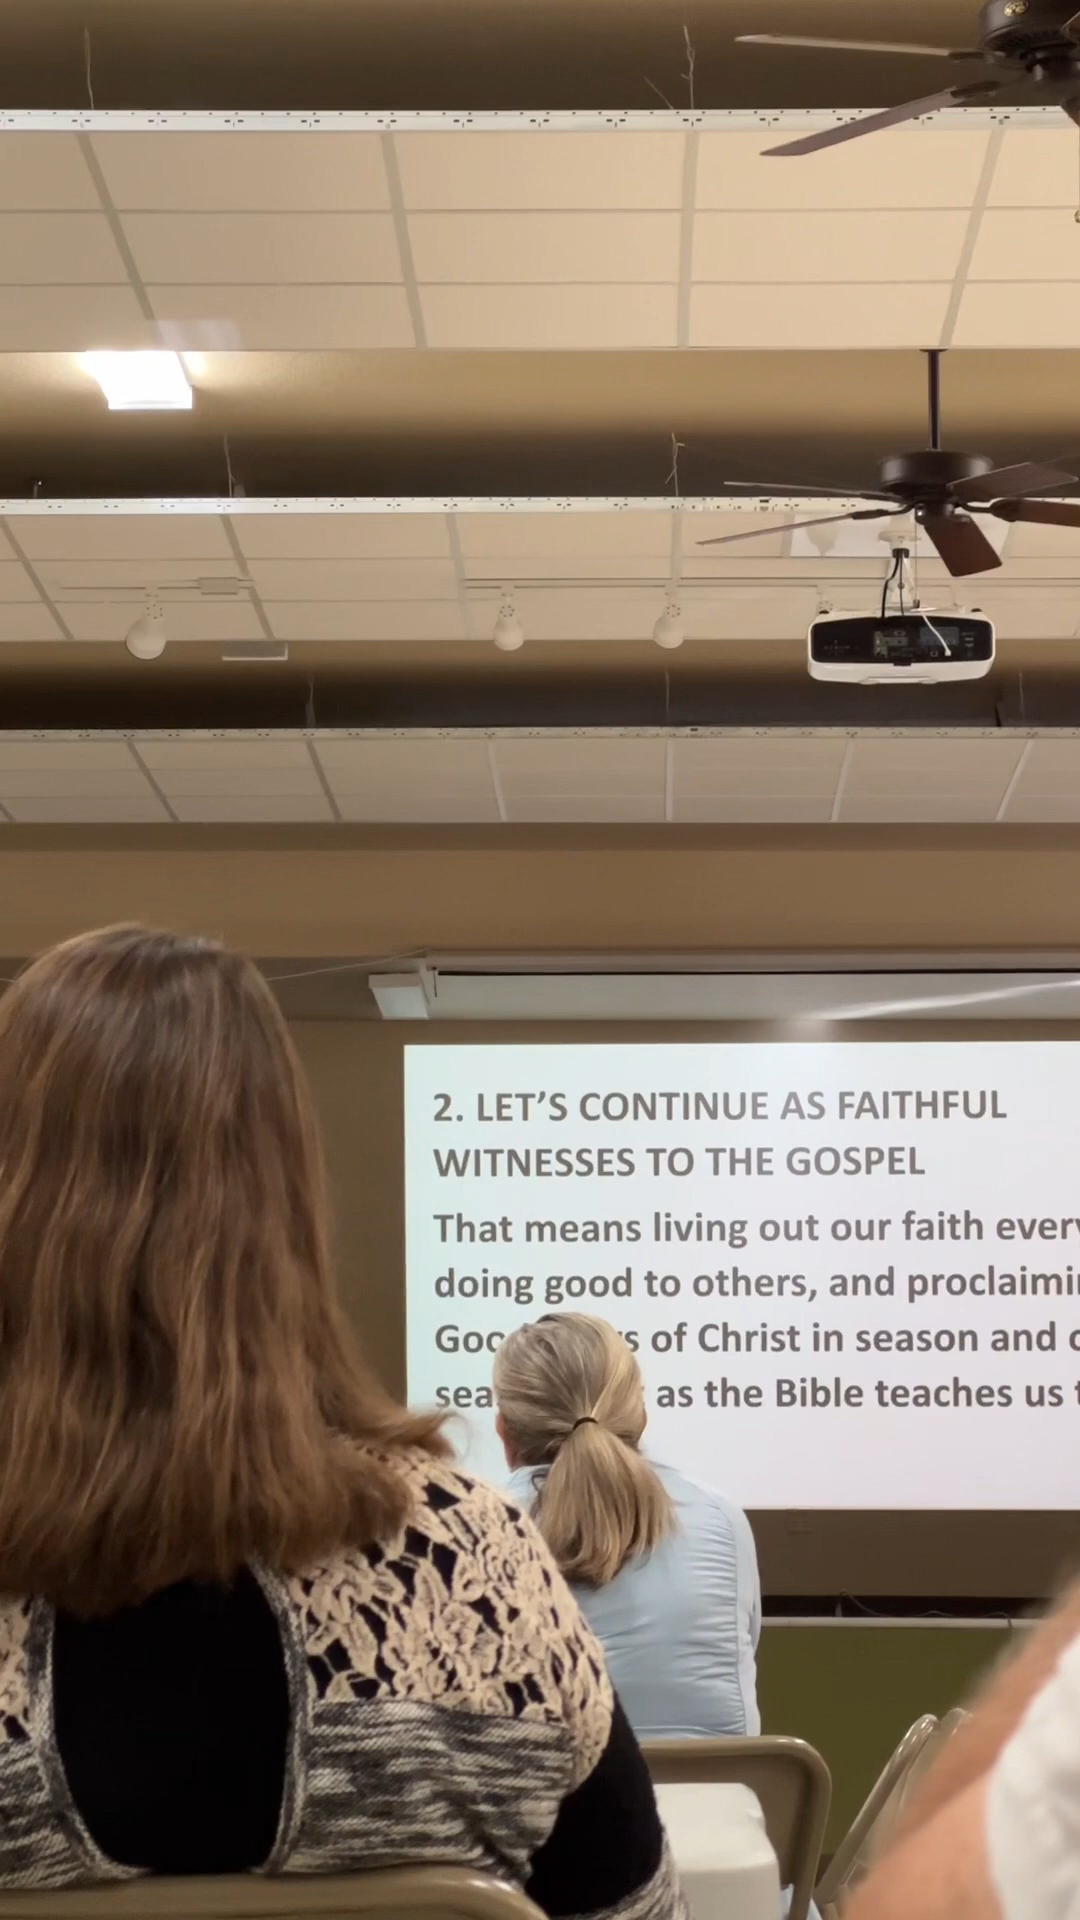 2. LET’S CONTINUE AS FAITHFUL
WITNESSES TO THE GOSPEL
That means living out our faith
doing good to others, and
of Christ in season and
as the Bible teaches us